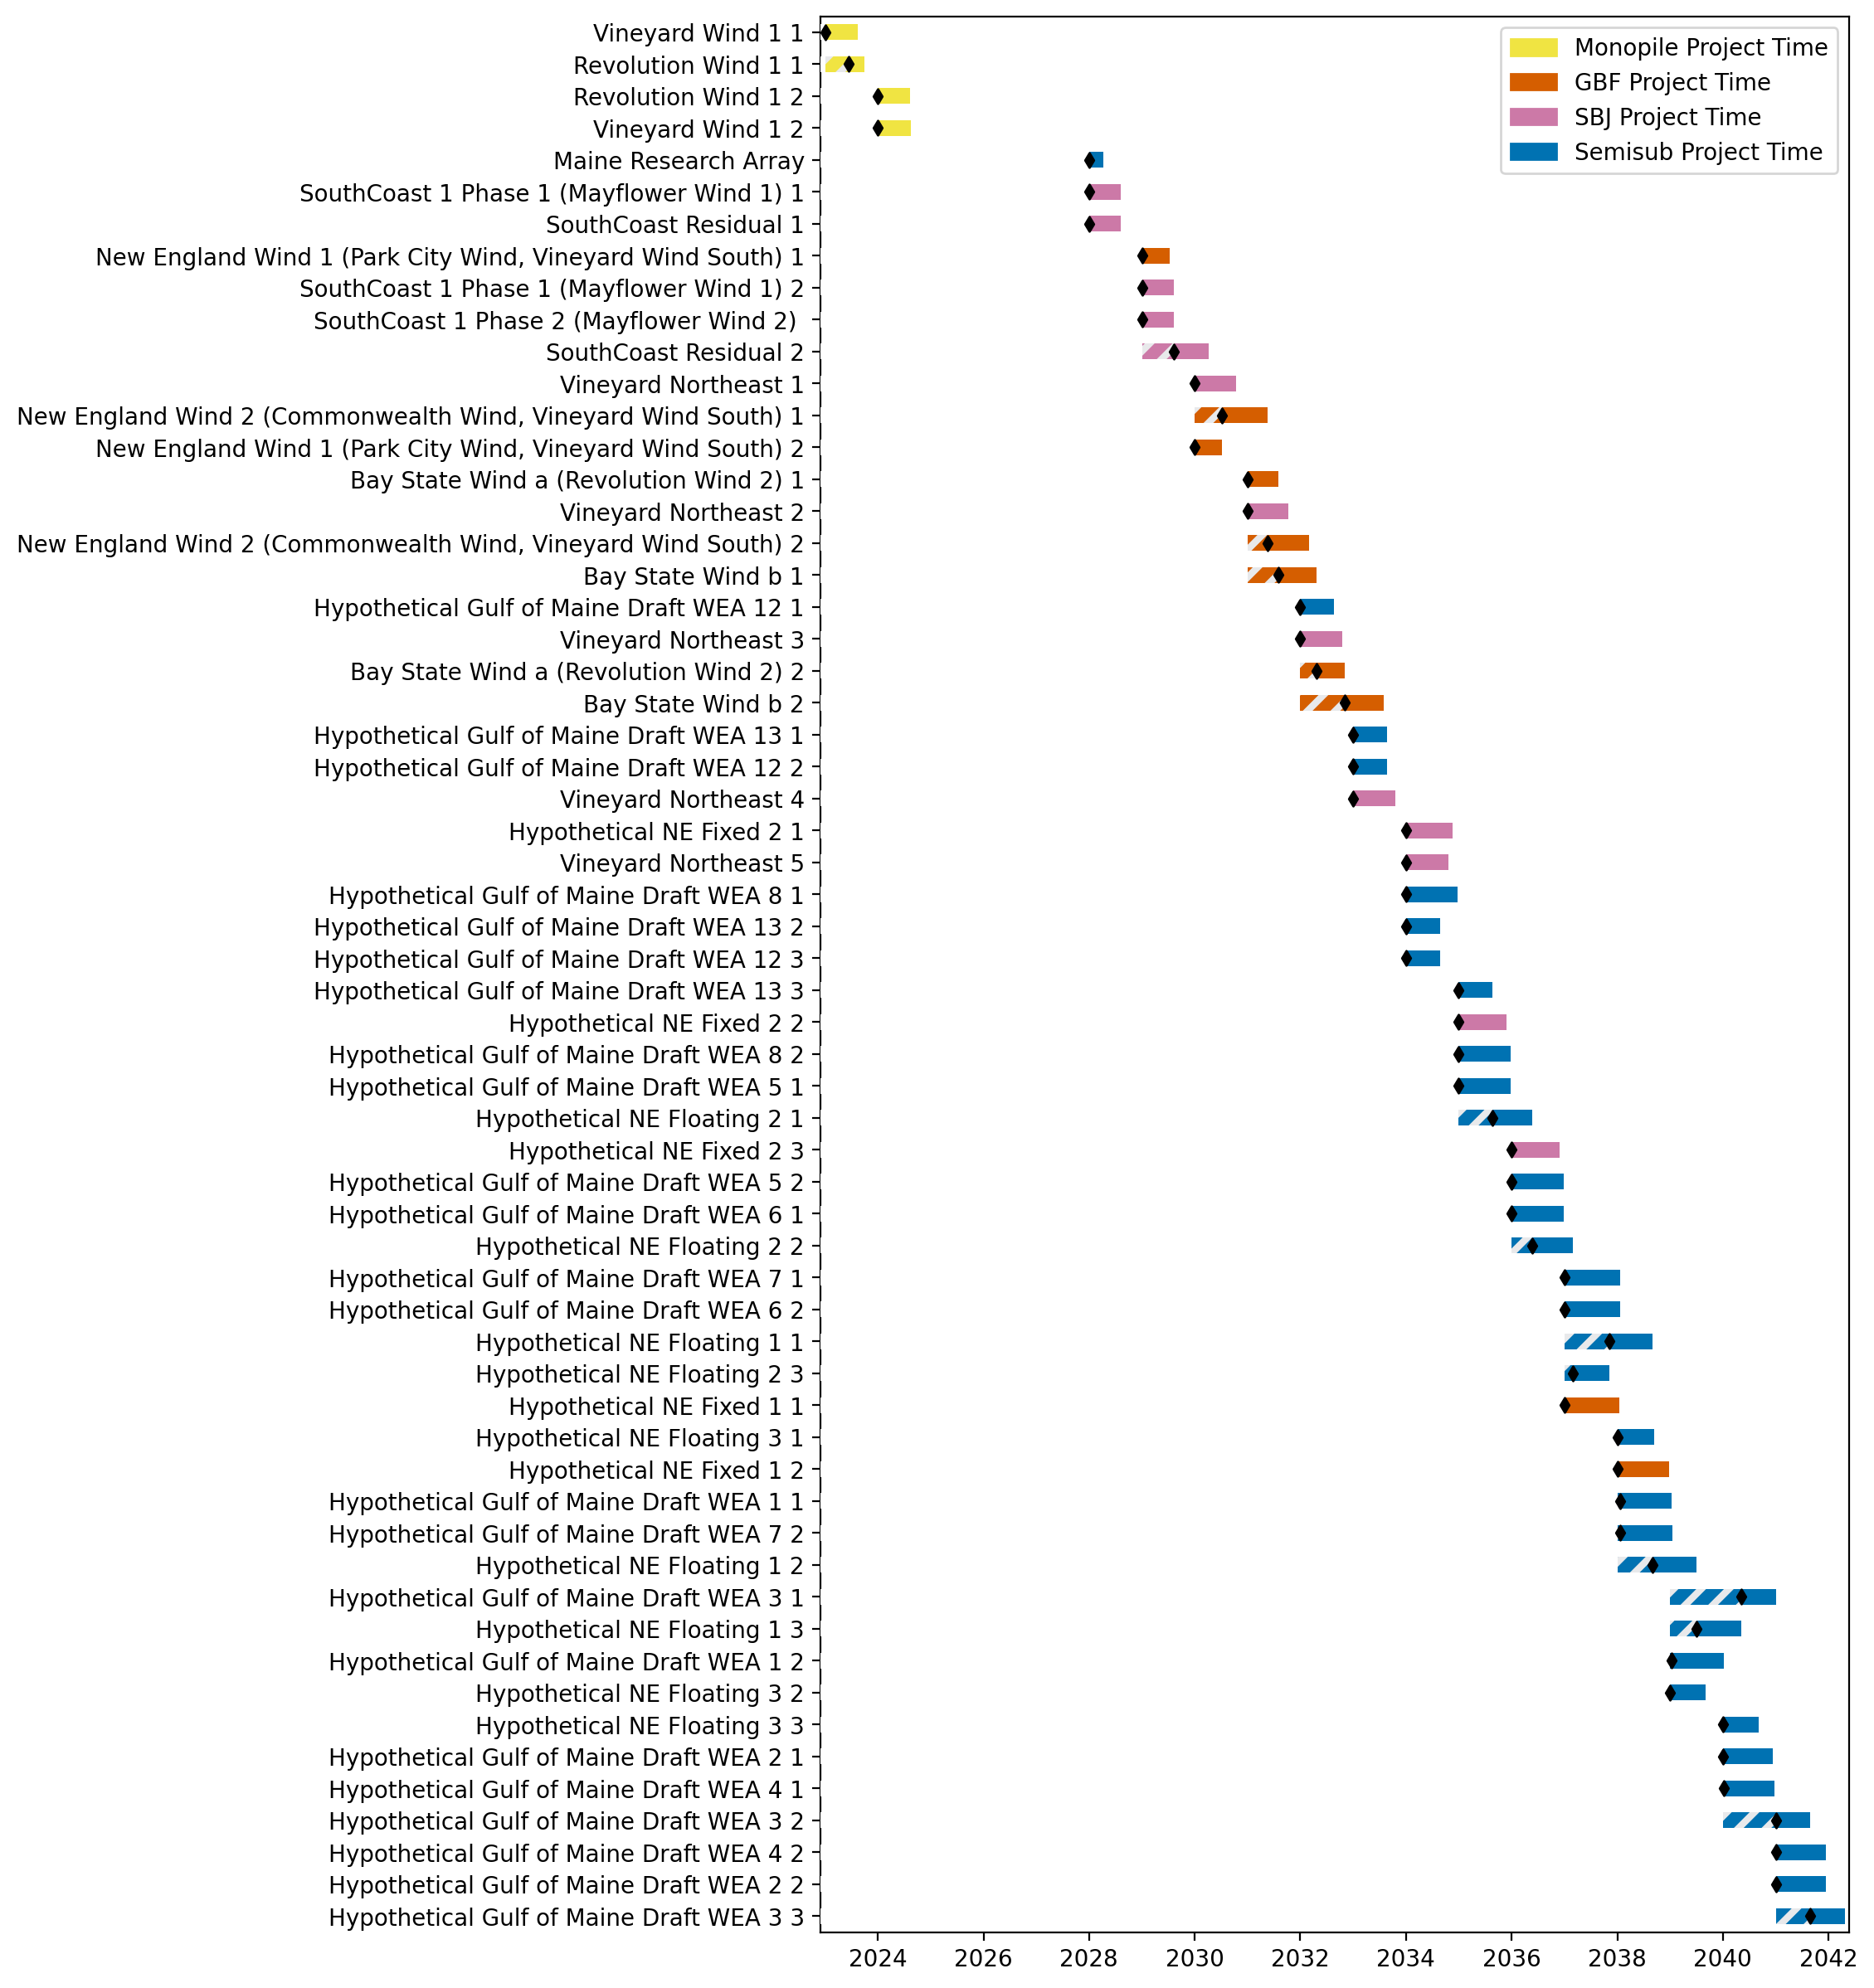 Vineyard Wind 1 1
Revolution Wind 1 1
Revolution Wind 1 2
Vineyard Wind 1 2
Maine Research Array
SouthCoast 1 Phase 1 (Mayflower Wind 1) 1
SouthCoast Residual 1
New England Wind 1 (Park City Wind, Vineyard Wind South) 1
SouthCoast 1 Phase 1 (Mayflower Wind 1) 2
SouthCoast 1 Phase 2 (Mayflower Wind 2)
SouthCoast Residual 2
Vineyard Northeast 1
New England Wind 2 (Commonwealth Wind, Vineyard Wind South) 1
New England Wind 1 (Park City Wind, Vineyard Wind South) 2
Bay State Wind a (Revolution Wind 2) 1
Vineyard Northeast 2
New England Wind 2 (Commonwealth Wind, Vineyard Wind South) 2
Bay State Wind b 1
Hypothetical Gulf of Maine Draft WEA 12 1
Vineyard Northeast 3
Bay State Wind a (Revolution Wind 2) 2
Bay State Wind b 2
Hypothetical Gulf of Maine Draft WEA 13 1
Hypothetical Gulf of Maine Draft WEA 12 2
Vineyard Northeast 4
Hypothetical NE Fixed 2 1
Vineyard Northeast 5
Hypothetical Gulf of Maine Draft WEA 8 1
Hypothetical Gulf of Maine Draft WEA 13 2
Hypothetical Gulf of Maine Draft WEA 12 3
Hypothetical Gulf of Maine Draft WEA 13 3
Hypothetical NE Fixed 2 2
Hypothetical Gulf of Maine Draft WEA 8 2
Hypothetical Gulf of Maine Draft WEA 5 1
Hypothetical NE Floating 2 1
Hypothetical NE Fixed 2 3
Hypothetical Gulf of Maine Draft WEA 5 2
Hypothetical Gulf of Maine Draft WEA 6 1
Hypothetical NE Floating 2 2
Hypothetical Gulf of Maine Draft WEA 7 1
Hypothetical Gulf of Maine Draft WEA 6 2
Hypothetical NE Floating 1 1
Hypothetical NE Floating 2 3
Hypothetical NE Fixed 1 1
Hypothetical NE Floating 3 1
Hypothetical NE Fixed 1 2
Hypothetical Gulf of Maine Draft WEA 1 1
Hypothetical Gulf of Maine Draft WEA 7 2
Hypothetical NE Floating 1 2
Hypothetical Gulf of Maine Draft WEA 3 1
Hypothetical NE Floating 1 3
Hypothetical Gulf of Maine Draft WEA 1 2
Hypothetical NE Floating 3 2
Hypothetical NE Floating 3 3
Hypothetical Gulf of Maine Draft WEA 2 1
Hypothetical Gulf of Maine Draft WEA 4 1
Hypothetical Gulf of Maine Draft WEA 3 2
Hypothetical Gulf of Maine Draft WEA 4 2
Hypothetical Gulf of Maine Draft WEA 2 2
Hypothetical Gulf of Maine Draft WEA 3 3
Monopile Project Time
GBF Project Time
SBJ Project Time
Semisub Project Time
2024 2026 2028 2030 2032 2034 2036 2038 2040 2042